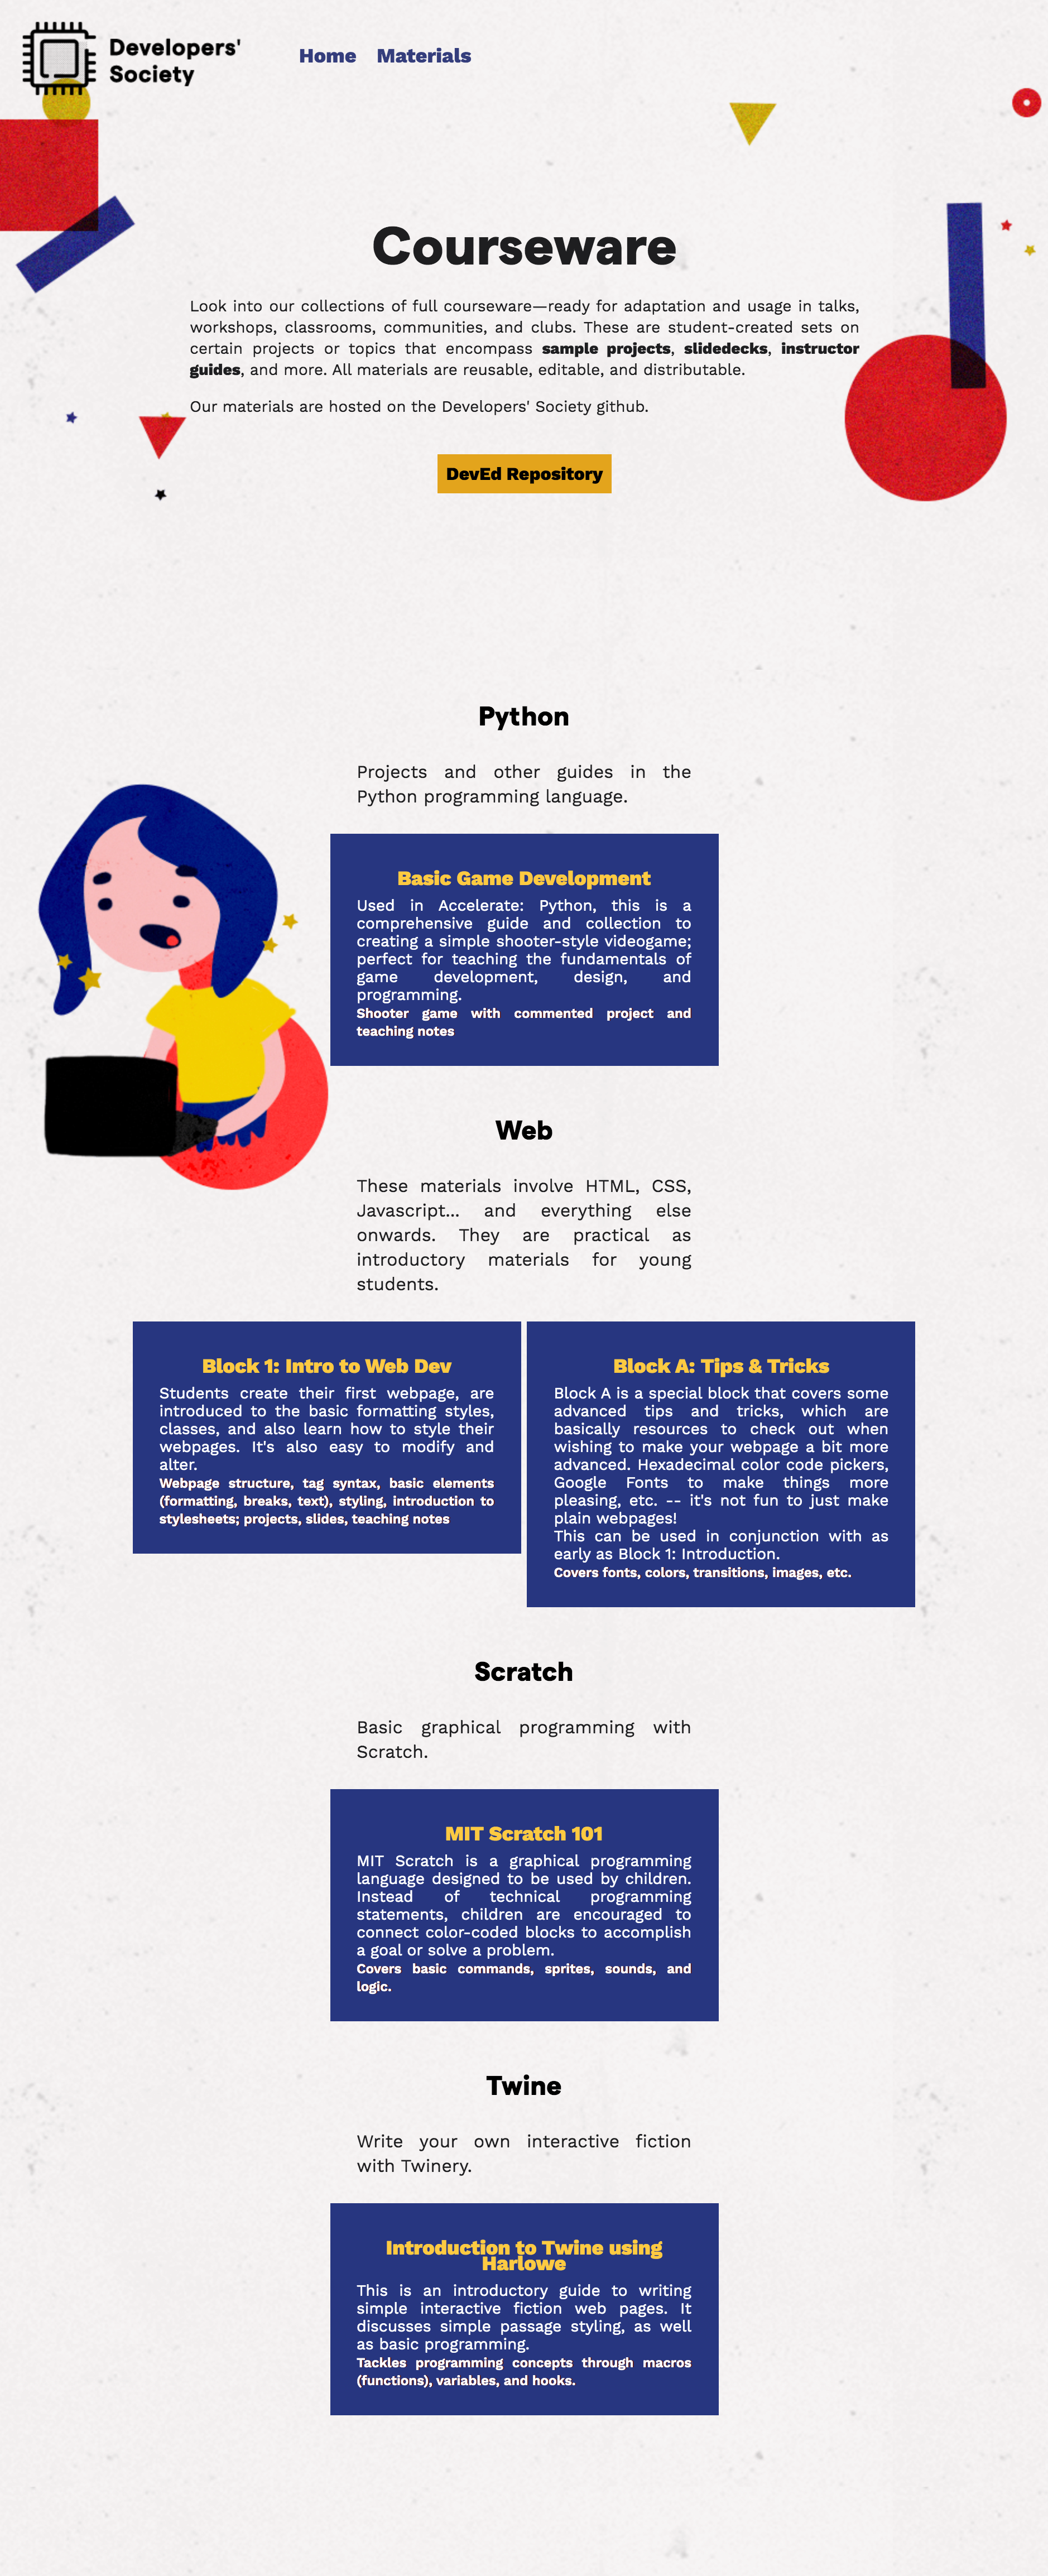 Developers'
Society
Home Materials
Courseware
Look into our collections of full courseware—ready for adaptation and usage in talks,
workshops, classrooms, communities, and clubs. These are student-created sets on
certain projects or topics that encompass sample projects, slidedecks, instructor
guides, and more. All materials are reusable, editable, and distributable.
Our materials are hosted on the Developers' Society github.
DevEd Repository
Python
Projects and other guides in the
Python programming language.
Basic Game Development
Used in Accelerate: Python, this is a
comprehensive guide and collection to
creating a simple shooter-style videogame;
perfect for teaching the fundamentals of
game development, design, and
programming.
Shooter game with commented project and
teaching notes
Web
These materials involve HTML, CSS,
Javascript... and everything else
onwards. They are practical as
introductory materials for young
students.
Block 1: Intro to Web Dev
Students create their first webpage, are
introduced to the basic formatting styles,
classes, and also learn how to style their
webpages. It's also easy to modify and
alter.
Webpage structure, tag syntax, basic elements
(formatting, breaks, text), styling, introduction to
stylesheets; projects, slides, teaching notes
Block A: Tips & Tricks
Block A is a special block that covers some
advanced tips and tricks, which are
basically resources to check out when
wishing to make your webpage a bit more
advanced. Hexadecimal color code pickers,
Google Fonts to make things more
pleasing, etc. -- it's not fun to just make
plain webpages!
This can be used in conjunction with as
early as Block 1: Introduction.
Covers fonts, colors, transitions, images, etc.
Scratch
Basic graphical programming with
Scratch.
MIT Scratch 101
MIT Scratch is a graphical programming
language designed to be used by children.
Instead of technical programming
statements, children are encouraged to
connect color-coded blocks to accomplish
a goal or solve a problem.
Covers basic commands, sprites, sounds, and
logic.
Twine
Write your own interactive fiction
with Twinery.
Introduction to Twine using
Harlowe
This is an introductory guide to writing
simple interactive fiction web pages. It
discusses simple passage styling, as well
as basic programming.
Tackles programming concepts through macros
(functions), variables, and hooks.